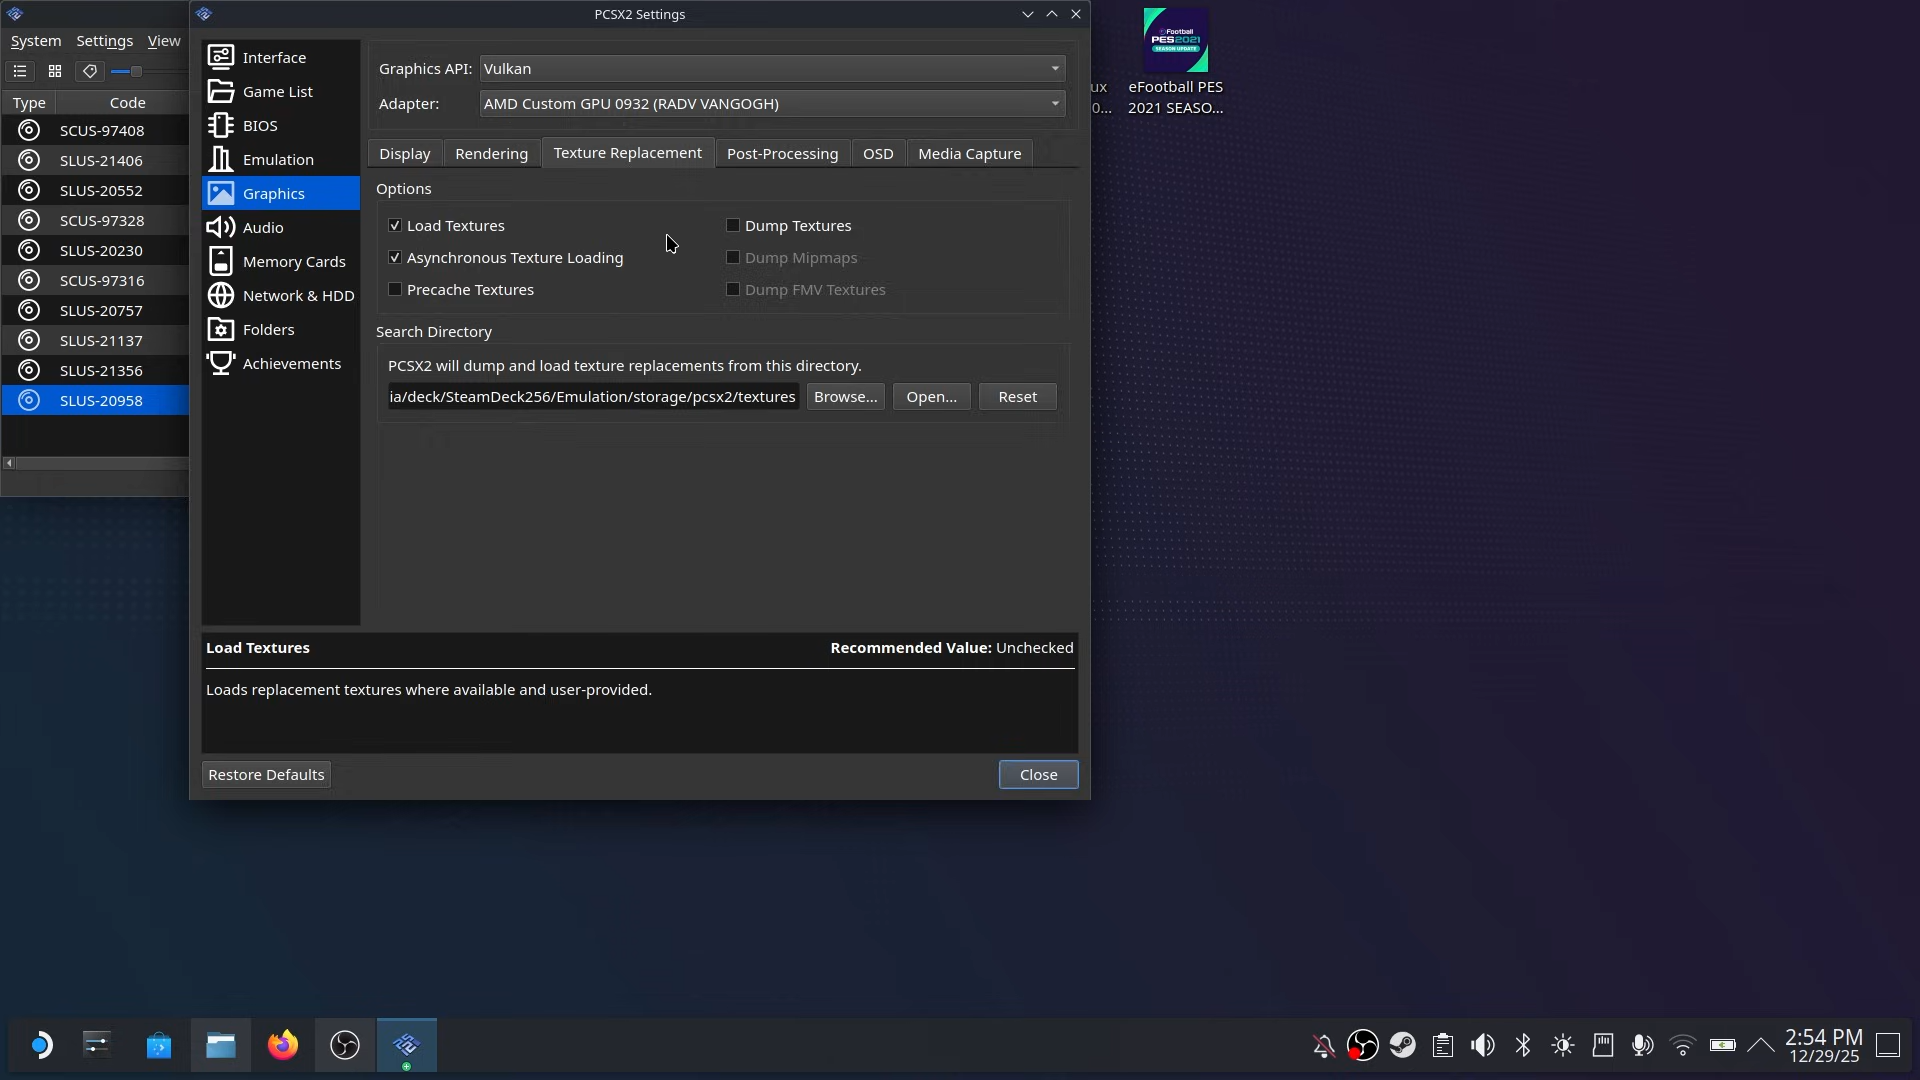 PCSX2 Settings
System Settings View
Type Code
SCUS-97408
SLUS-21406
SLUS-20552
SCUS-97328
SLUS-20230
SCUS-97316
SLUS-20757
SLUS-21137
SLUS-21356
SLUS-20958
Interface
Game List
BIOS
Emulation
Graphics
Audio
Memory Cards
Network & HDD
Folders
Achievements
Graphics API: Vulkan
Adapter: AMD Custom GPU 0932 (RADV VANGOGH)
Display Rendering Texture Replacement Post-Processing OSD Media Capture
Options
Load Textures Dump Textures
Asynchronous Texture Loading Dump Mipmaps
Precache Textures Dump FMV Textures
Search Directory
PCSX2 will dump and load texture replacements from this directory.
ia/deck/SteamDeck256/Emulation/storage/pcsx2/textures Browse... Open... Reset
Load Textures Recommended Value: Unchecked
Loads replacement textures where available and user-provided.
Restore Defaults Close
eFootball
PES2021
SEASON UPDATE
ux eFootball PES
0... 2021 SEASO...
2:54 PM
12/29/25